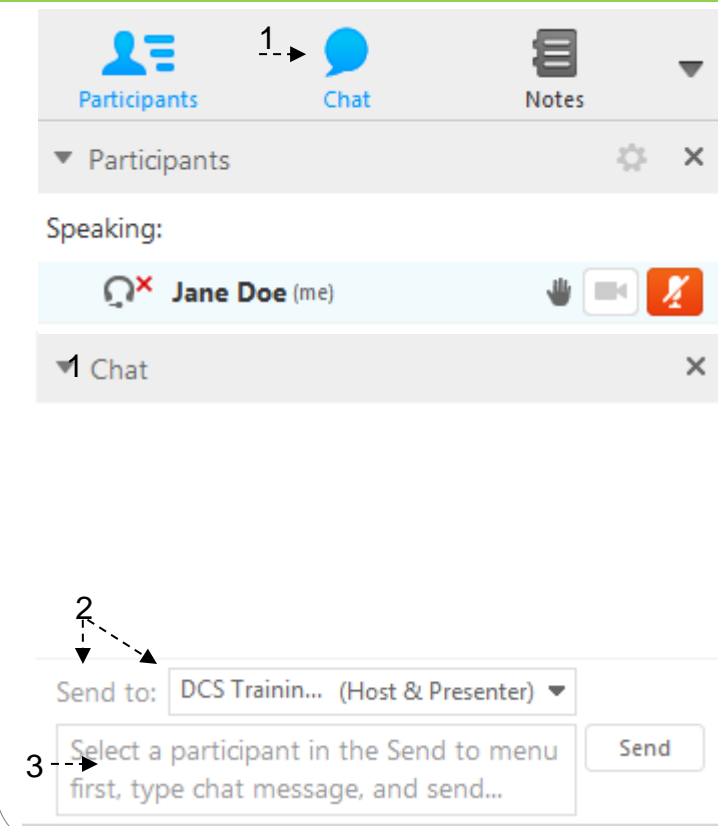 1
Participants Chat Notes
Participants
Speaking:
Jane Doe (me)
1 Chat
2
Send to: DCS Trainin... (Host & Presenter)
3 Select a participant in the Send to menu
first, type chat message, and send...
Send